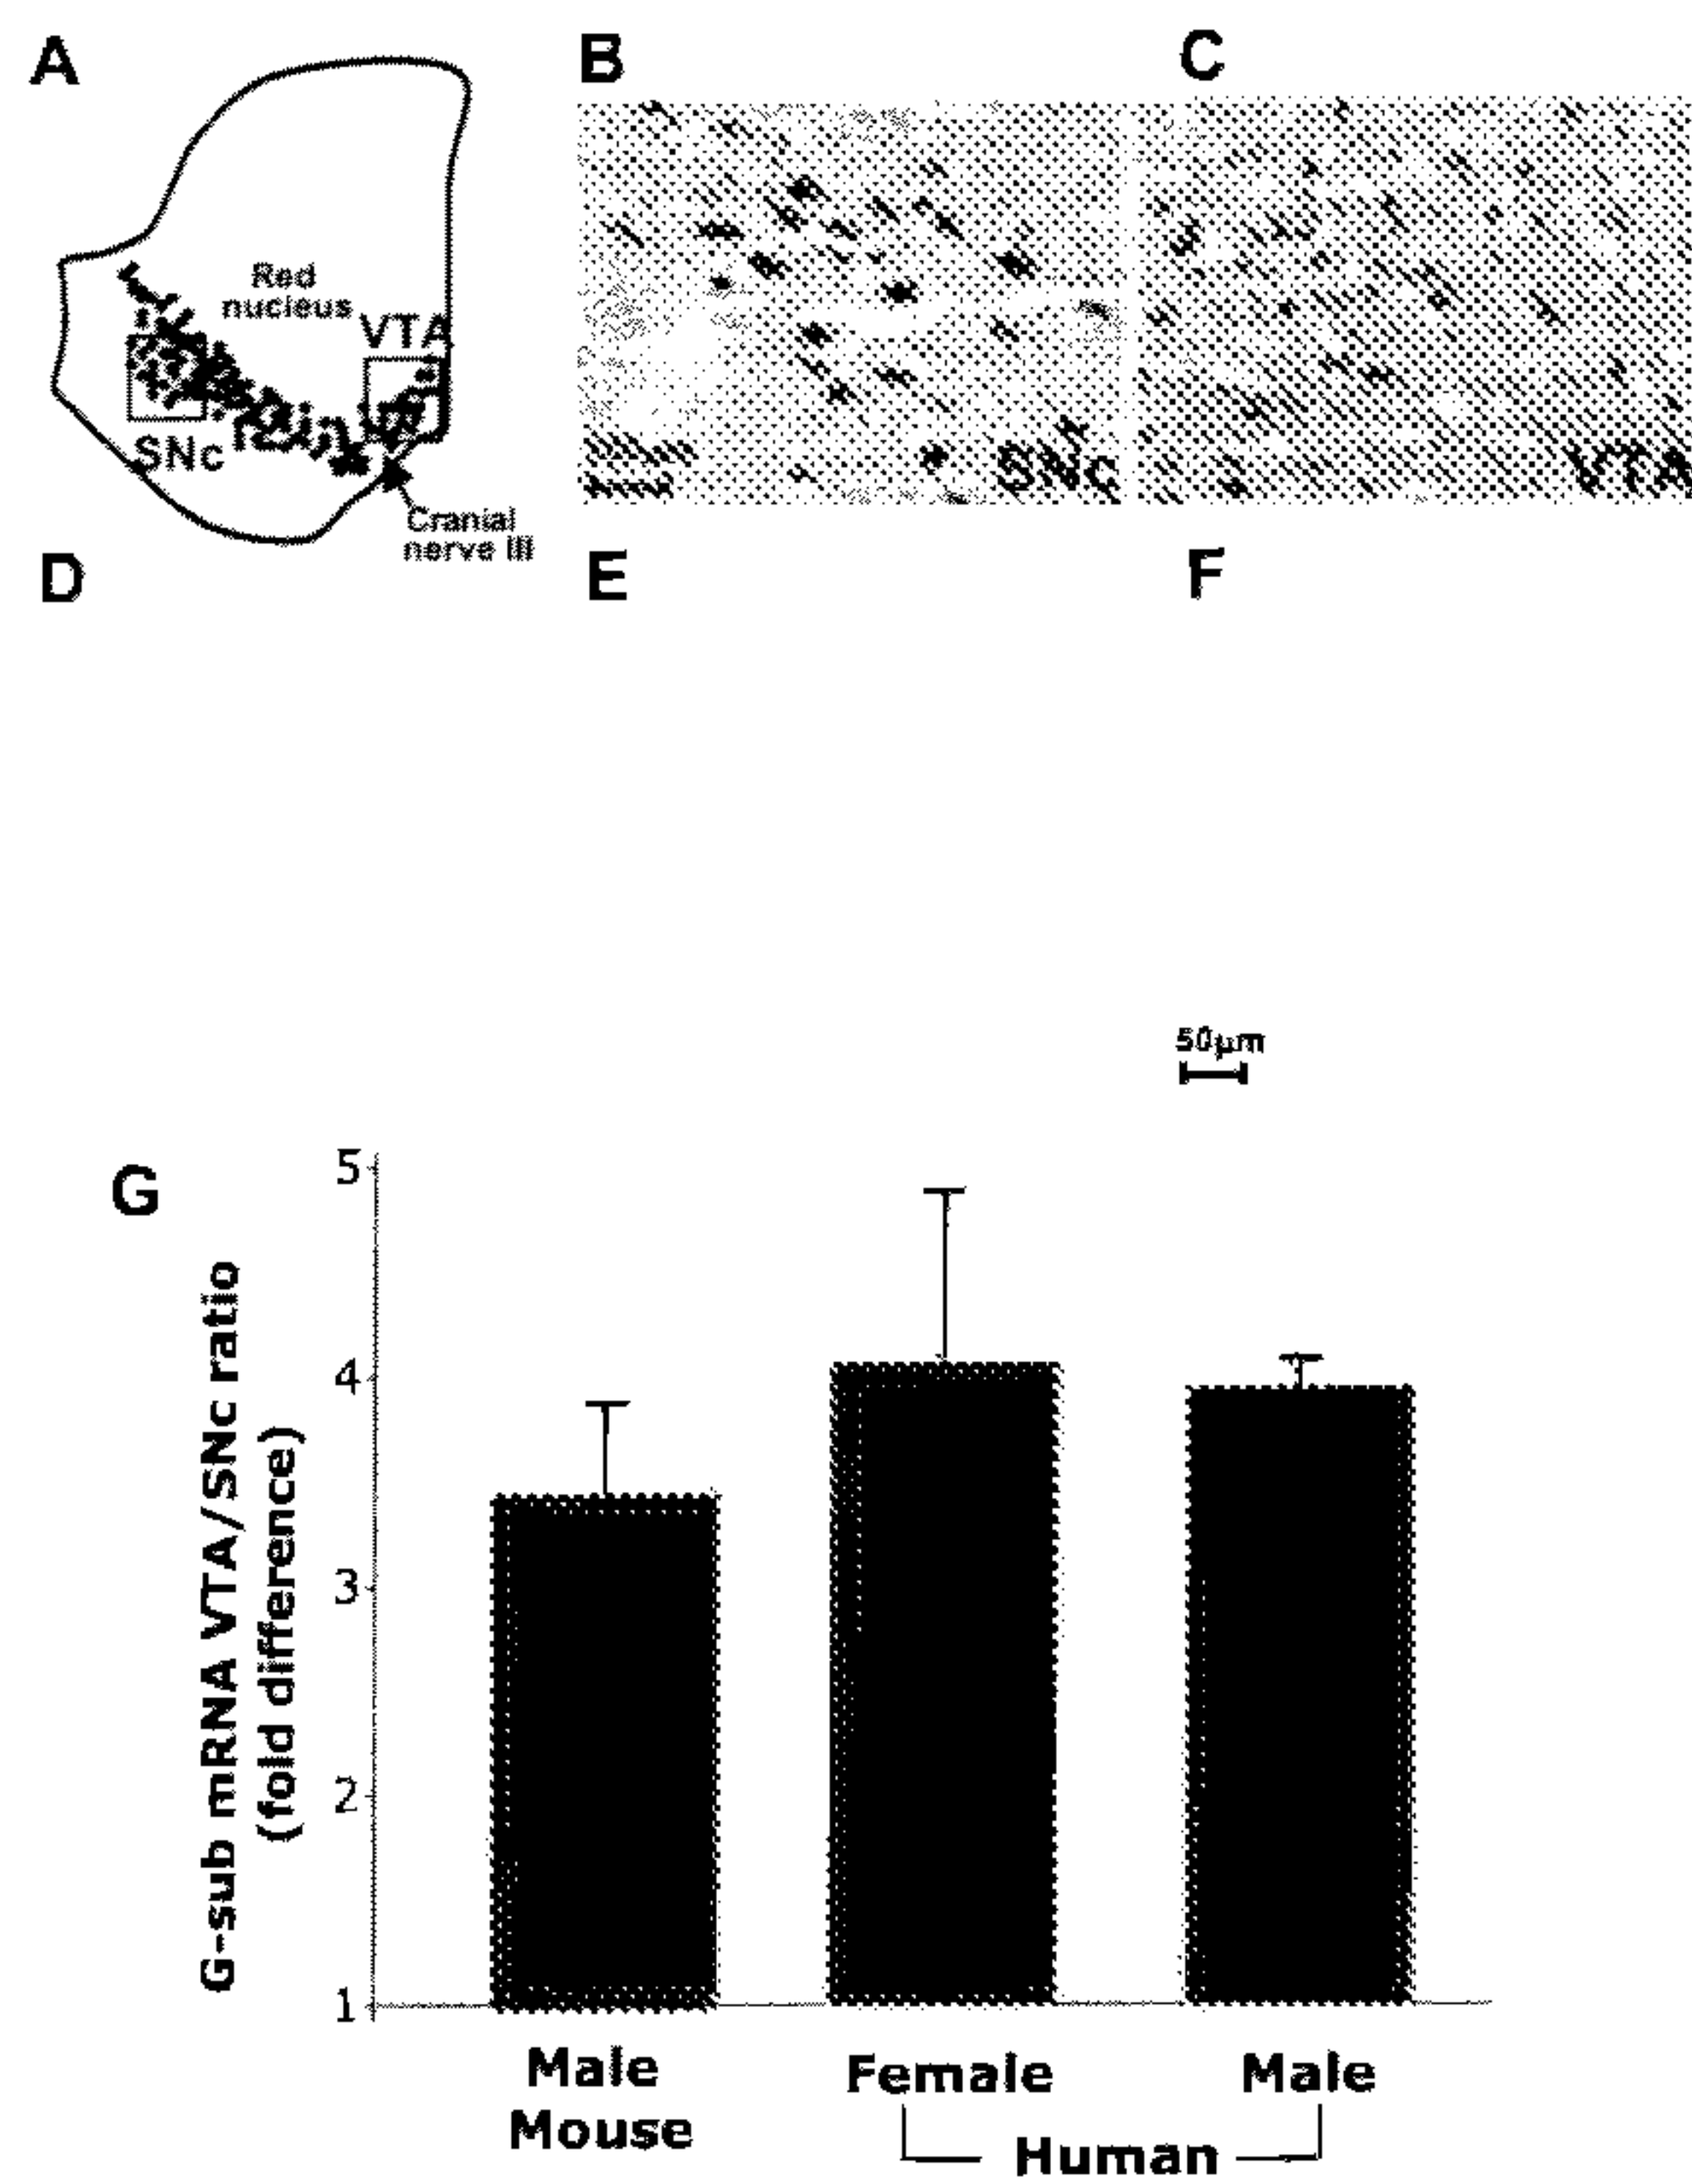 A
B
C
Red
nucleus
VTA
SNc
Cranial
nerve III
SNc
VTA
D
E
F
50µm
G
G-sub mRNA VTA/SNc ratio
(fold difference)
5
4
3
2
1
Male
Mouse
Female
Male
Human